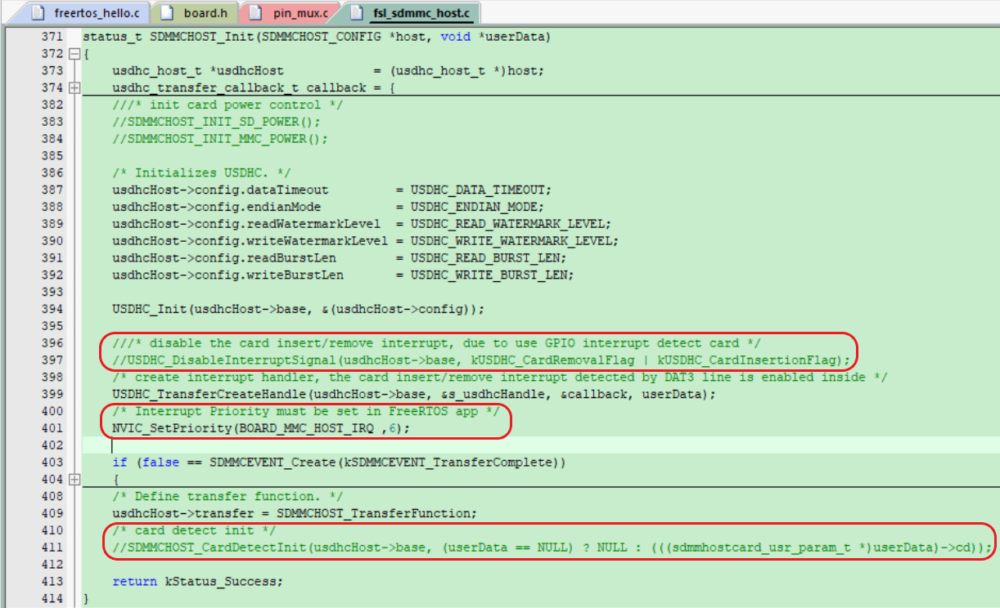 freertos_hello.c board.h pin_mux.c fsl_sdmmc_host.c
371 status_t SDMMCHOST_Init(SDMMCHOST_CONFIG *host, void *userData)
372 {
373 usdhc_host_t *usdhcHost = (usdhc_host_t *)host;
374 usdhc_transfer_callback_t callback = {
382 ///* init card power control */
383 //SDMMCHOST_INIT_SD_POWER();
384 //SDMMCHOST_INIT_MMC_POWER();
385
386 /* Initializes USDHC. */
387 usdhcHost->config.dataTimeout = USDHC_DATA_TIMEOUT;
388 usdhcHost->config.endianMode = USDHC_ENDIAN_MODE;
389 usdhcHost->config.readWatermarkLevel = USDHC_READ_WATERMARK_LEVEL;
390 usdhcHost->config.writeWatermarkLevel = USDHC_WRITE_WATERMARK_LEVEL;
391 usdhcHost->config.readBurstLen = USDHC_READ_BURST_LEN;
392 usdhcHost->config.writeBurstLen = USDHC_WRITE_BURST_LEN;
393
394 USDHC_Init(usdhcHost->base, &(usdhcHost->config));
395
396 ///* disable the card insert/remove interrupt, due to use GPIO interrupt detect card */
397 //USDHC_DisableInterruptSignal(usdhcHost->base, kUSDHC_CardRemovalFlag | kUSDHC_CardInsertionFlag);
398 /* create interrupt handler, the card insert/remove interrupt detected by DAT3 line is enabled inside */
399 USDHC_TransferCreateHandle(usdhcHost->base, &s_usdhcHandle, &callback, userData);
400 /* Interrupt Priority must be set in FreeRTOS app */
401 NVIC_SetPriority(BOARD_MMC_HOST_IRQ ,6);
402
403 if (false == SDMMCEVENT_Create(kSDMMCEVENT_TransferComplete))
404 {
408 /* Define transfer function. */
409 usdhcHost->transfer = SDMMCHOST_TransferFunction;
410 /* card detect init */
411 //SDMMCHOST_CardDetectInit(usdhcHost->base, (userData == NULL) ? NULL : (((sdmmhostcard_usr_param_t *)userData)->cd));
412
413 return kStatus_Success;
414 }